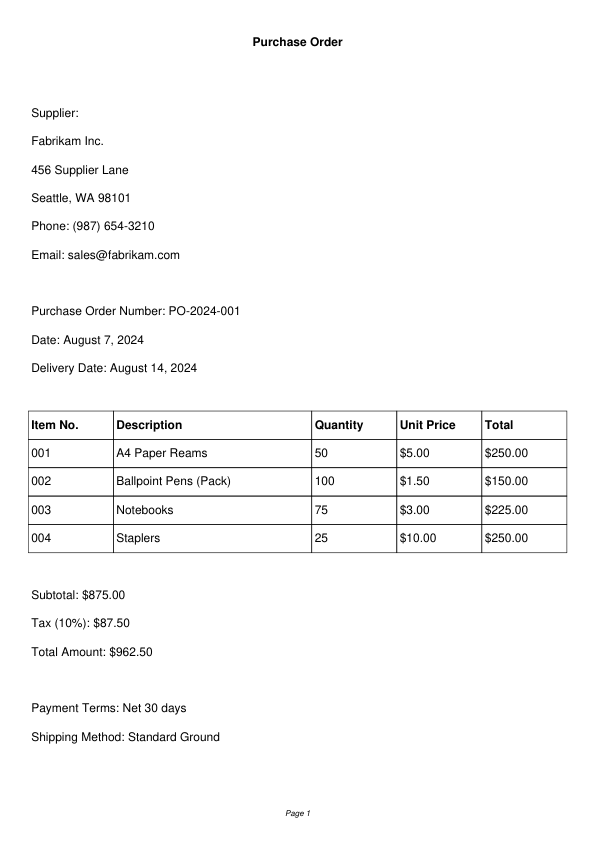 Purchase Order
Supplier:
Fabrikam Inc.
456 Supplier Lane
Seattle, WA 98101
Phone: (987) 654-3210
Email: sales@fabrikam.com
Purchase Order Number: PO-2024-001
Date: August 7, 2024
Delivery Date: August 14, 2024
Item No. Description Quantity Unit Price Total
001 A4 Paper Reams 50 $5.00 $250.00
002 Ballpoint Pens (Pack) 100 $1.50 $150.00
003 Notebooks 75 $3.00 $225.00
004 Staplers 25 $10.00 $250.00
Subtotal: $875.00
Tax (10%): $87.50
Total Amount: $962.50
Payment Terms: Net 30 days
Shipping Method: Standard Ground
Page 1